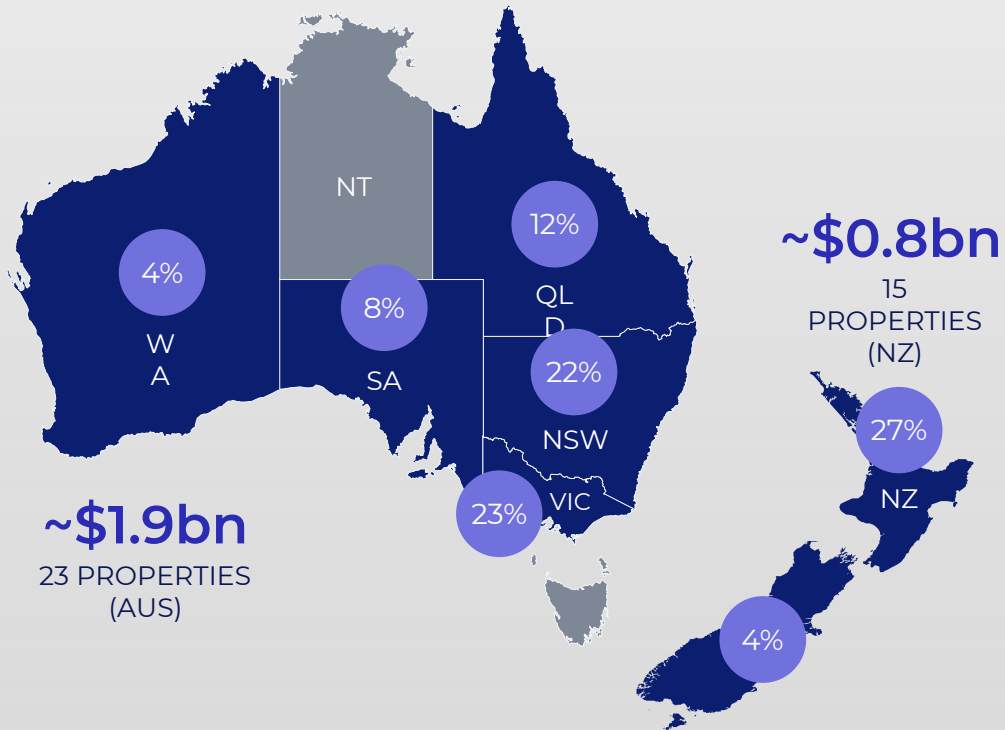 NT
12%
~$0.8bn
4%
15
PROPERTIES
(NZ)
8%
QL
D
W
A
SA
22%
NSW
27%
NZ
VIC
23%
~$1.9bn
23 PROPERTIES
(AUS)
4%